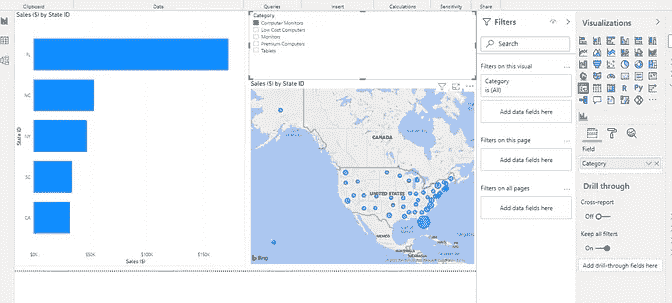 Clipboard
Data
Queries
Insert
Calculations
Sensitivity
Share
Sales ($) by State ID
State ID
FL
NC
NY
SC
GA
$0K
$50K
$100K
$150K
Sales ($)
Category
Computer Monitors
Low Cost Computers
Monitors
Premium Computers
Tablets
Sales ($) by State ID
CANADA
UNITED STATES
MEXICO
Gulf of
Bing
Filters
Search
Filters on this visual
...
Category
is (All)
Add data fields here
Filters on this page
...
Add data fields here
Filters on all pages
...
Add data fields here
Visualizations
Field
Category
Drill through
Cross-report
Off
Keep all filters
On
Add drill-through fields here